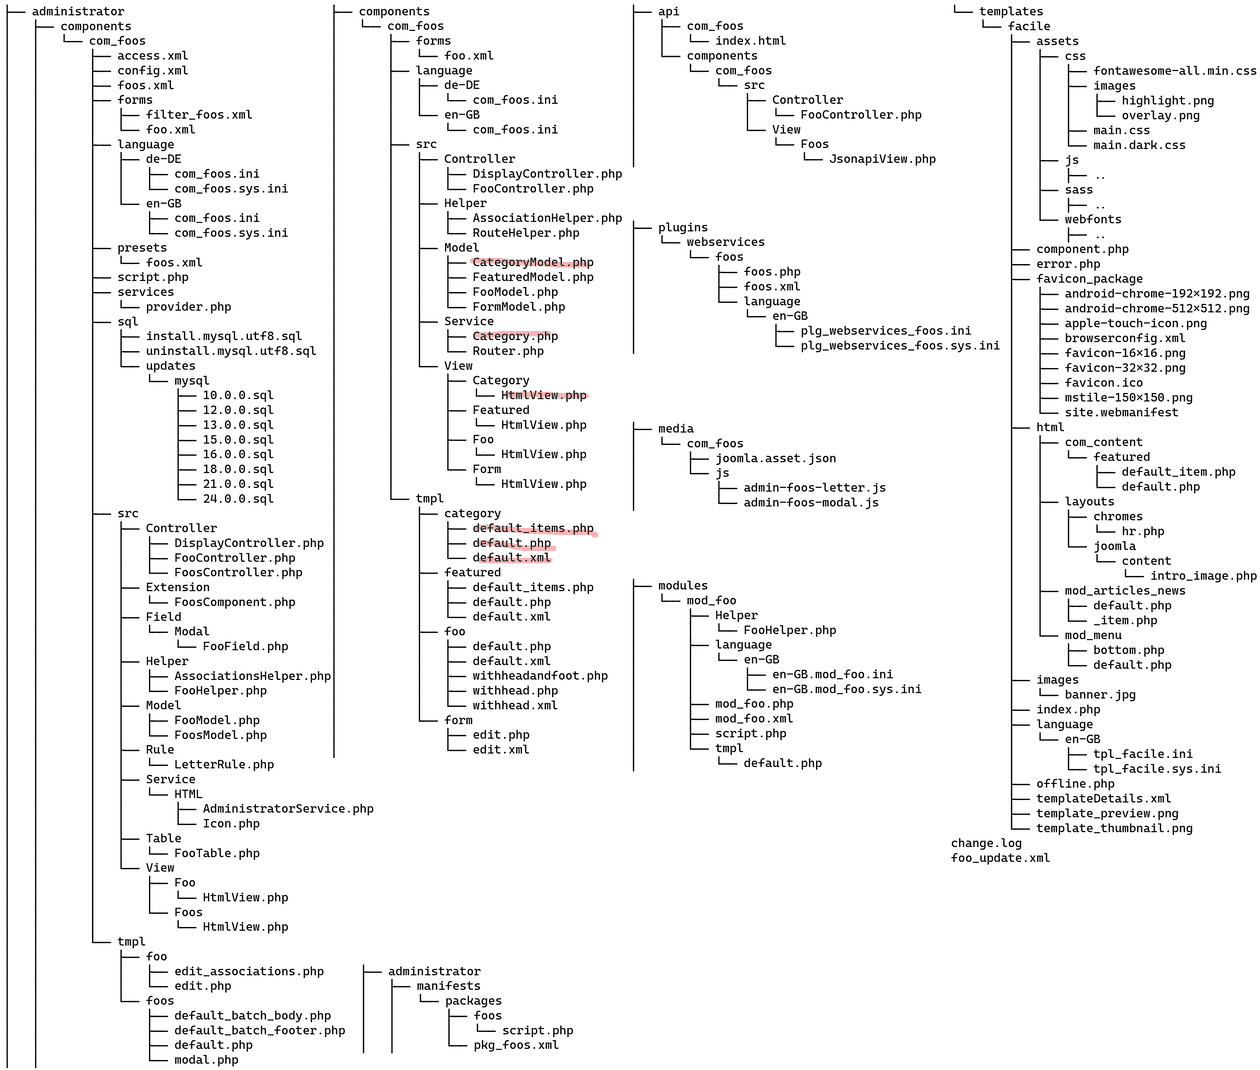 administrator
components
com_foos
access.xml
config.xml
foos.xml
forms
filter_foos.xml
foo.xml
language
de-DE
com_foos.ini
com_foos.sys.ini
en-GB
com_foos.ini
com_foos.sys.ini
presets
foos.xml
script.php
services
provider.php
sql
install.mysql.utf8.sql
uninstall.mysql.utf8.sql
updates
mysql
10.0.0.sql
12.0.0.sql
13.0.0.sql
15.0.0.sql
16.0.0.sql
18.0.0.sql
21.0.0.sql
24.0.0.sql
src
Controller
DisplayController.php
FooController.php
FoosController.php
Extension
FoosComponent.php
Field
Modal
FooField.php
Helper
AssociationsHelper.php
FooHelper.php
Model
FooModel.php
FoosModel.php
Rule
LetterRule.php
Service
HTML
AdministratorService.php
Icon.php
Table
FooTable.php
View
Foo
HtmlView.php
Foos
HtmlView.php
tmpl
foo
edit_associations.php
edit.php
foos
default_batch_body.php
default_batch_footer.php
default.php
modal.php
components
com_foos
forms
foo.xml
language
de-DE
com_foos.ini
en-GB
com_foos.ini
src
Controller
DisplayController.php
FooController.php
Helper
AssociationHelper.php
RouteHelper.php
Model
CategoryModel.php
FeaturedModel.php
FooModel.php
FormModel.php
Service
Category.php
Router.php
View
Category
HtmlView.php
Featured
HtmlView.php
Foo
HtmlView.php
Form
HtmlView.php
tmpl
category
default_items.php
default.php
default.xml
featured
default_items.php
default.php
default.xml
foo
default.php
default.xml
withheadandfoot.php
withhead.php
withhead.xml
form
edit.php
edit.xml
administrator
manifests
packages
foos
script.php
pkg_foos.xml
api
com_foos
index.html
components
com_foos
src
Controller
FooController.php
View
Foos
JsonapiView.php
plugins
webservices
foos
foos.php
foos.xml
language
en-GB
plg_webservices_foos.ini
plg_webservices_foos.sys.ini
media
com_foos
joomla.asset.json
js
admin-foos-letter.js
admin-foos-modal.js
modules
mod_foo
Helper
FooHelper.php
language
en-GB
en-GB.mod_foo.ini
en-GB.mod_foo.sys.ini
mod_foo.php
mod_foo.xml
script.php
tmpl
default.php
templates
facile
assets
css
fontawesome-all.min.css
images
highlight.png
overlay.png
main.css
main.dark.css
js
..
sass
..
webfonts
..
component.php
error.php
favicon_package
android-chrome-192×192.png
android-chrome-512×512.png
apple-touch-icon.png
browserconfig.xml
favicon-16×16.png
favicon-32×32.png
favicon.ico
mstile-150×150.png
site.webmanifest
html
com_content
featured
default_item.php
default.php
layouts
chromes
hr.php
joomla
content
intro_image.php
mod_articles_news
default.php
_item.php
mod_menu
bottom.php
default.php
images
banner.jpg
index.php
language
en-GB
tpl_facile.ini
tpl_facile.sys.ini
offline.php
templateDetails.xml
template_preview.png
template_thumbnail.png
change.log
foo_update.xml